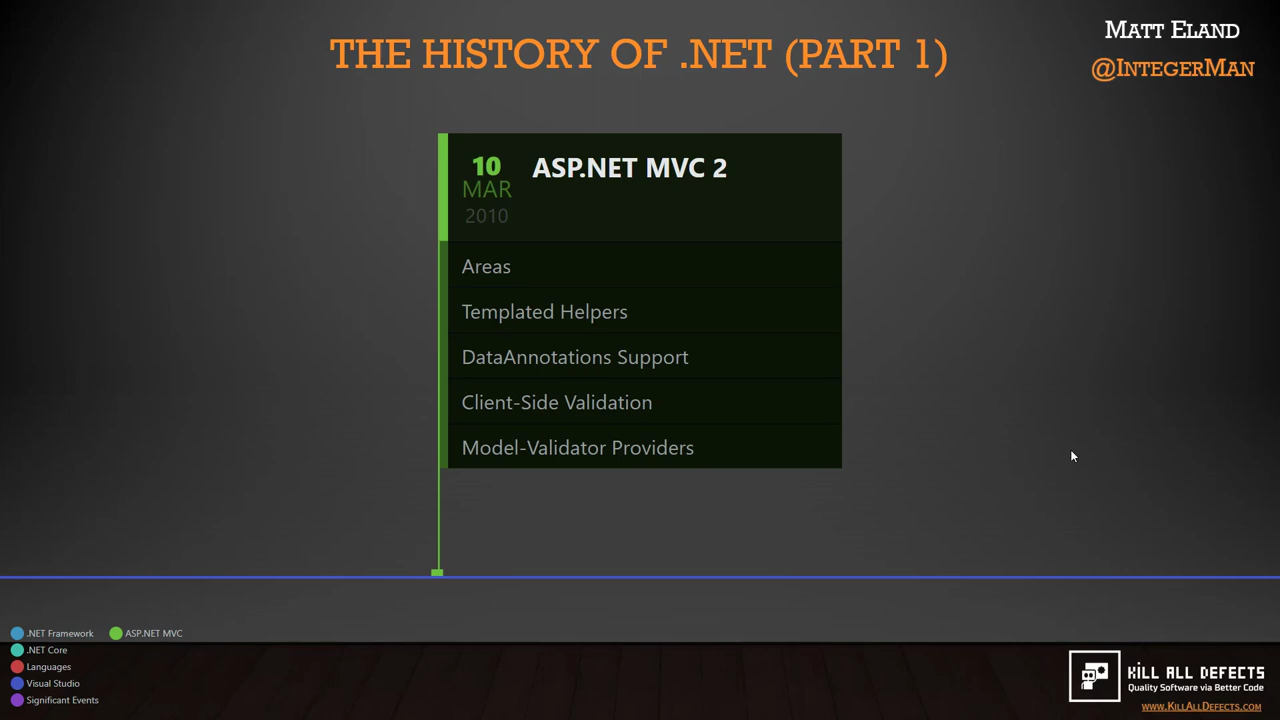 THE HISTORY OF .NET (PART 1)
MATT ELAND
@INTEGERMAN
10
MAR
2010
ASP.NET MVC 2
Areas
Templated Helpers
DataAnnotations Support
Client-Side Validation
Model-Validator Providers
.NET Framework
ASP.NET MVC
.NET Core
Languages
Visual Studio
Significant Events
KILL ALL DEFECTS
Quality Software via Better Code
WWW.KILLALLDEFECTS.COM